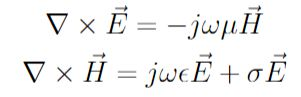 ∇ × E⃗ = −jωμH⃗
∇ × H⃗ = jωϵE⃗ + σE⃗